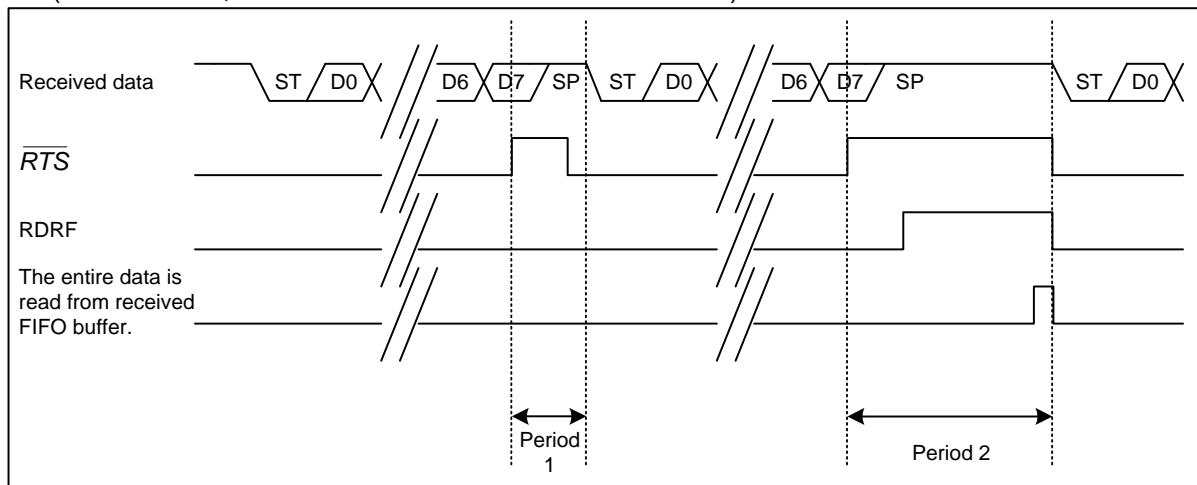 Received data
ST D0 D6 D7 SP ST D0 D6 D7 SP ST D0
RTS
RDRF
The entire data is
read from received
FIFO buffer.
Period
1
Period 2